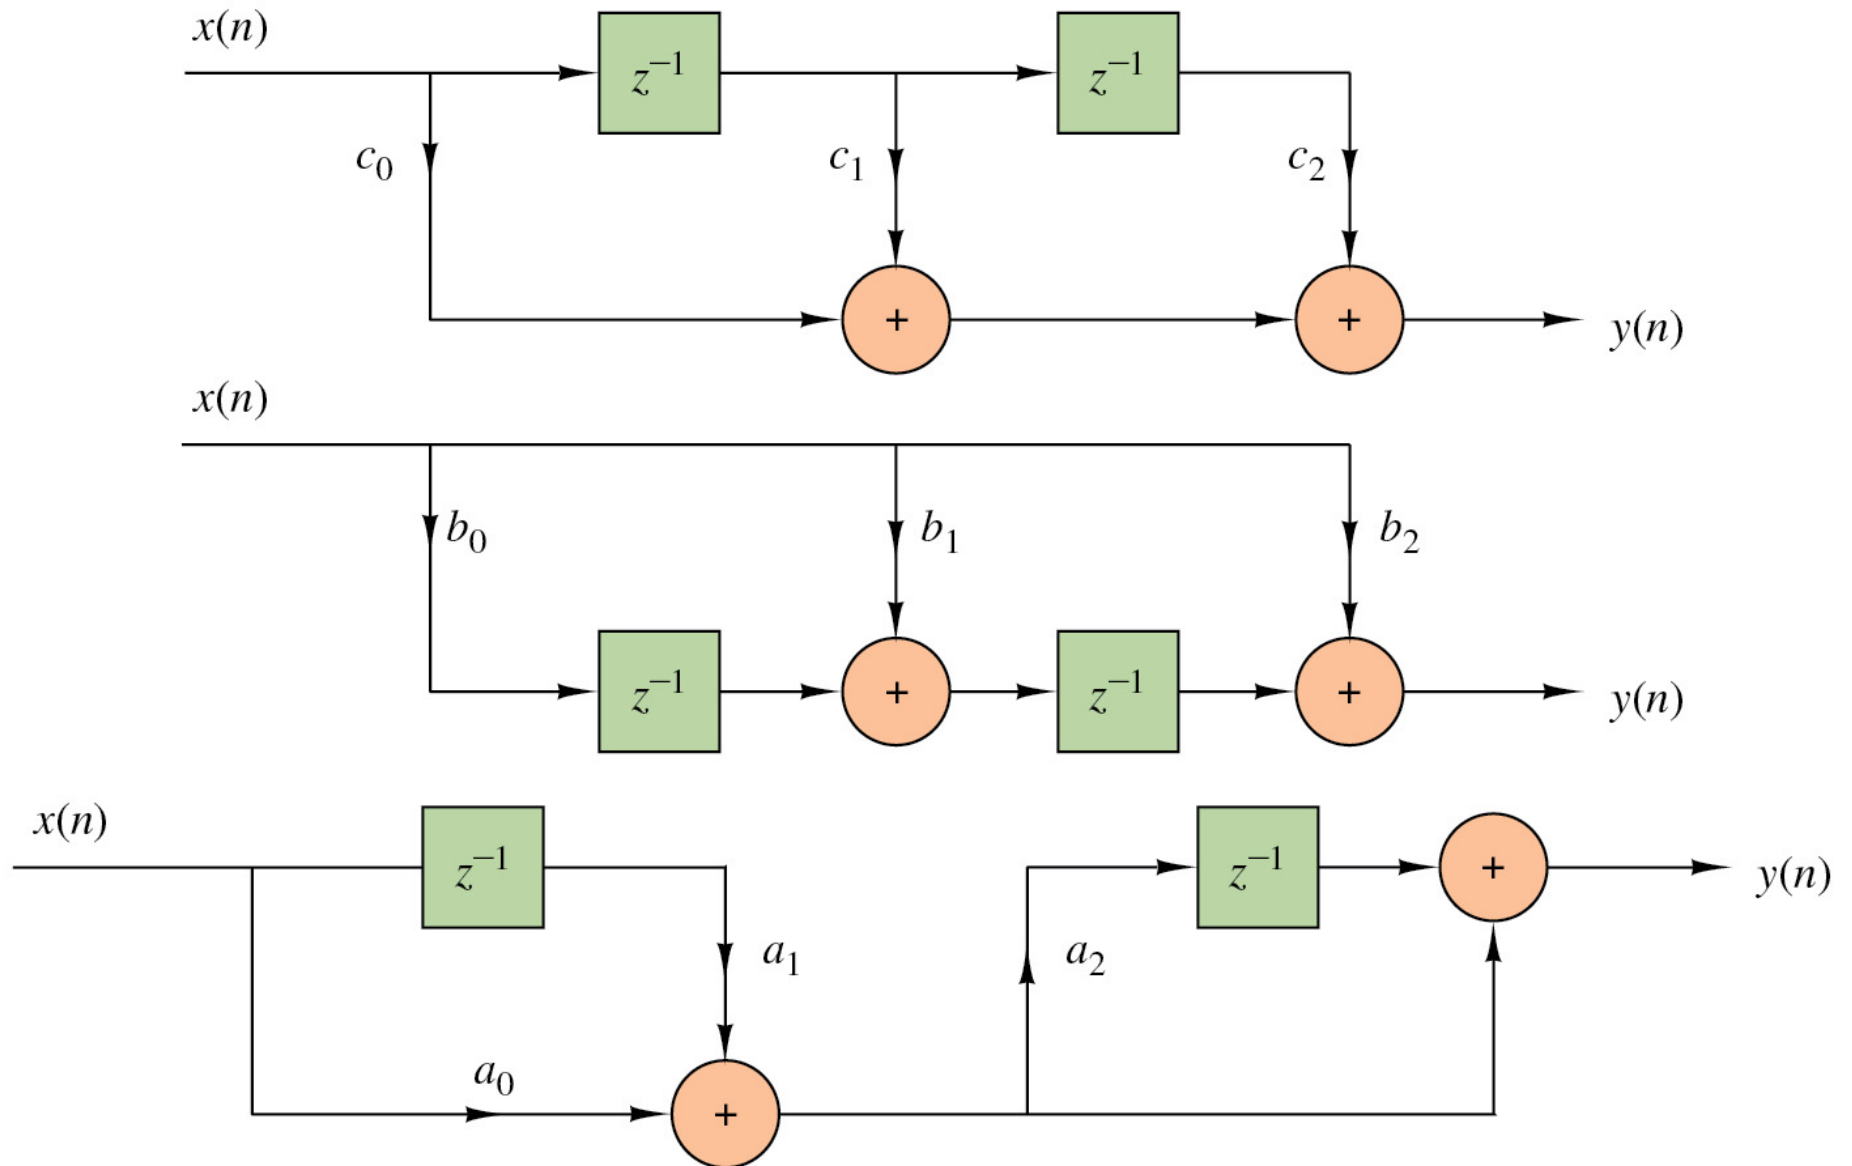 x(n)
z⁻¹ z⁻¹
c₀ c₁ c₂
+ + y(n)
x(n)
b₀ b₁ b₂
z⁻¹ + z⁻¹ + y(n)
x(n)
z⁻¹ z⁻¹ + y(n)
a₁ a₂
a₀
+